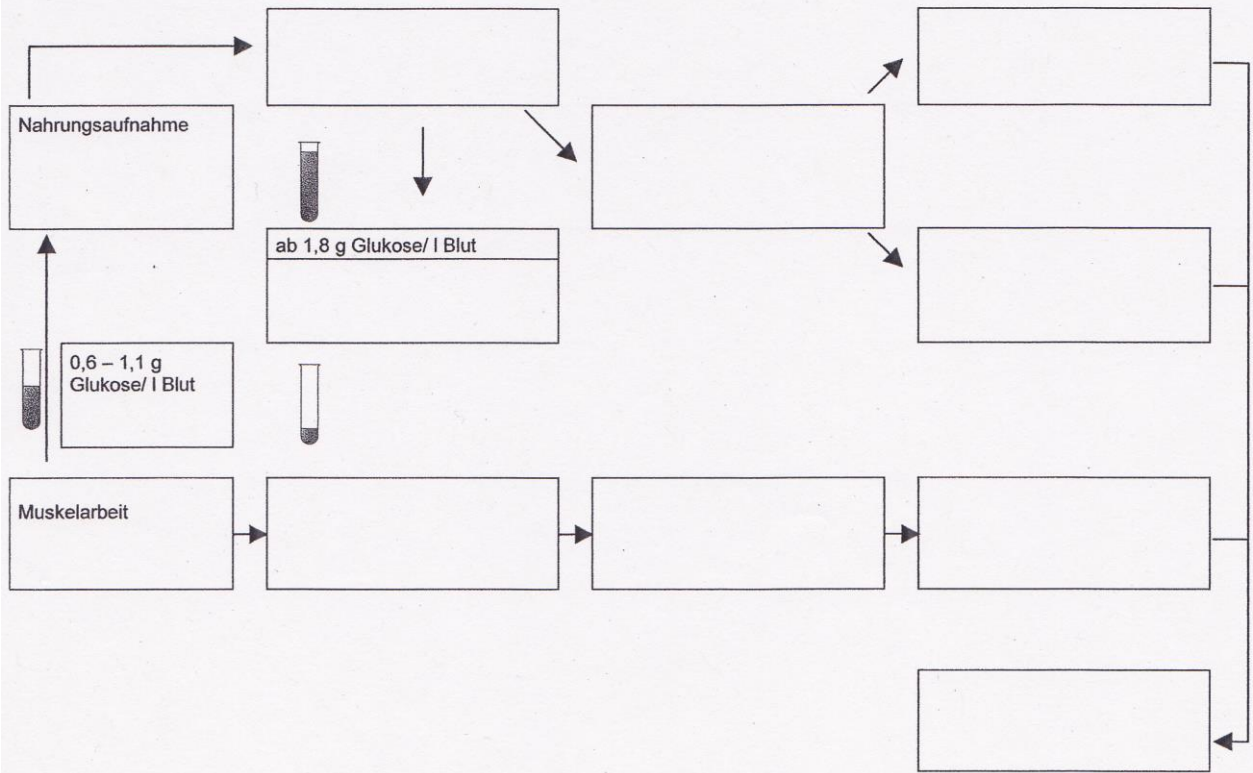 Nahrungsaufnahme
ab 1,8 g Glukose/ l Blut
0,6 – 1,1 g
Glukose/ l Blut
Muskelarbeit